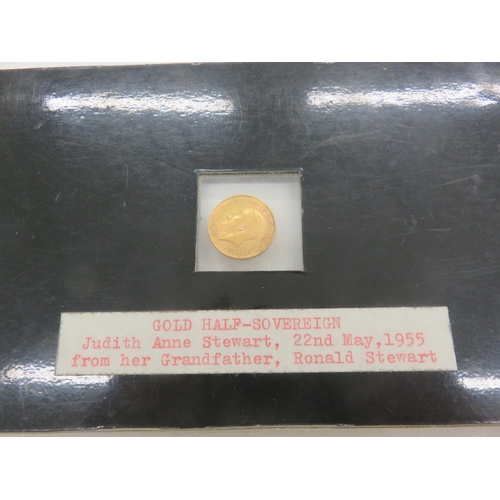 GOLD HALF-SOVEREIGN
Judith Anne Stewart, 22nd May,1955
from her Grandfather, Ronald Stewart